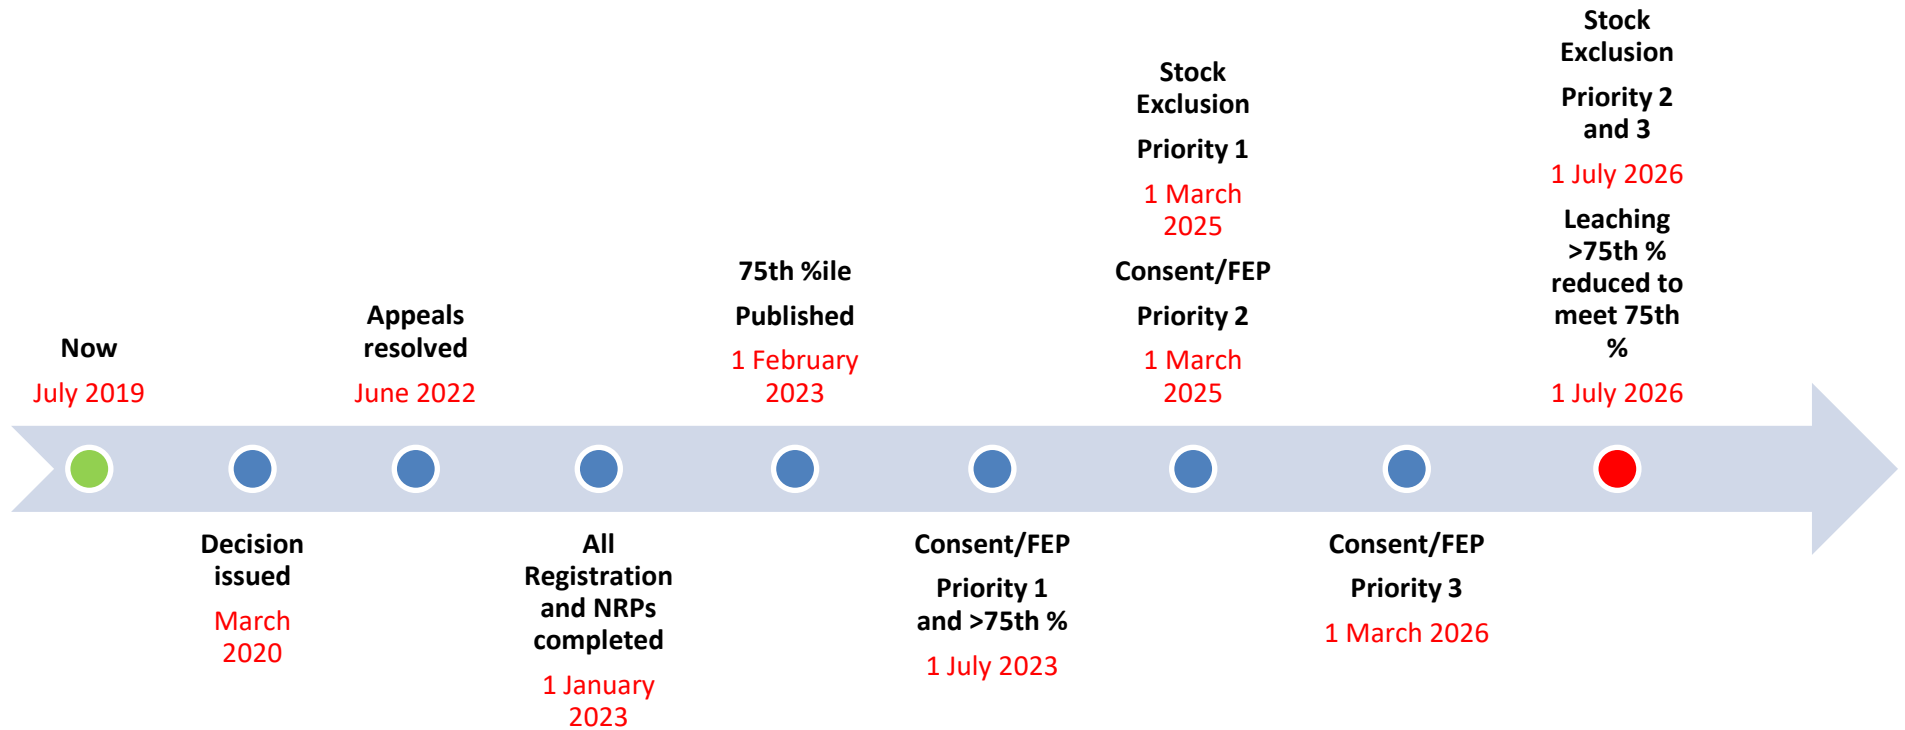 Now
July 2019
Decision
issued
March
2020
Appeals
resolved
June 2022
All
Registration
and NRPs
completed
1 January
2023
75th %ile
Published
1 February
2023
Consent/FEP
Priority 1
and >75th %
1 July 2023
Stock
Exclusion
Priority 1
1 March
2025
Consent/FEP
Priority 2
1 March
2025
Consent/FEP
Priority 3
1 March 2026
Stock
Exclusion
Priority 2
and 3
1 July 2026
Leaching
>75th %
reduced to
meet 75th
%
1 July 2026